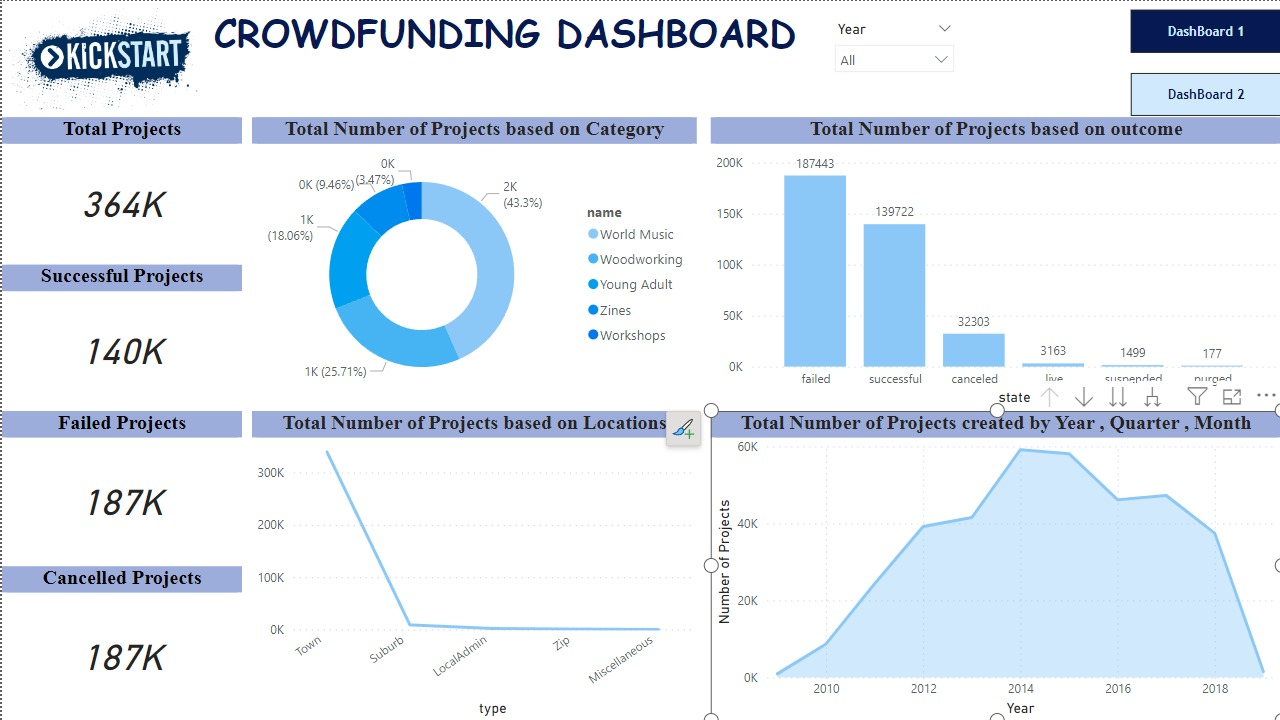 KICKSTART
CROWDFUNDING DASHBOARD
Year
All
DashBoard 1
DashBoard 2
Total Projects
364K
Successful Projects
140K
Failed Projects
187K
Cancelled Projects
187K
Total Number of Projects based on Category
0K
(3.47%)
0K (9.46%)
1K
(18.06%)
1K (25.71%)
2K
(43.3%)
name
World Music
Woodworking
Young Adult
Zines
Workshops
Total Number of Projects based on outcome
200K
150K
100K
50K
0K
187443
139722
32303
3163
1499
177
failed
successful
canceled
live
suspended
purged
state
Total Number of Projects based on Locations
300K
200K
100K
0K
Town
Suburb
LocalAdmin
Zip
Miscellaneous
type
Total Number of Projects created by Year , Quarter , Month
Number of Projects
60K
40K
20K
0K
2010
2012
2014
2016
2018
Year